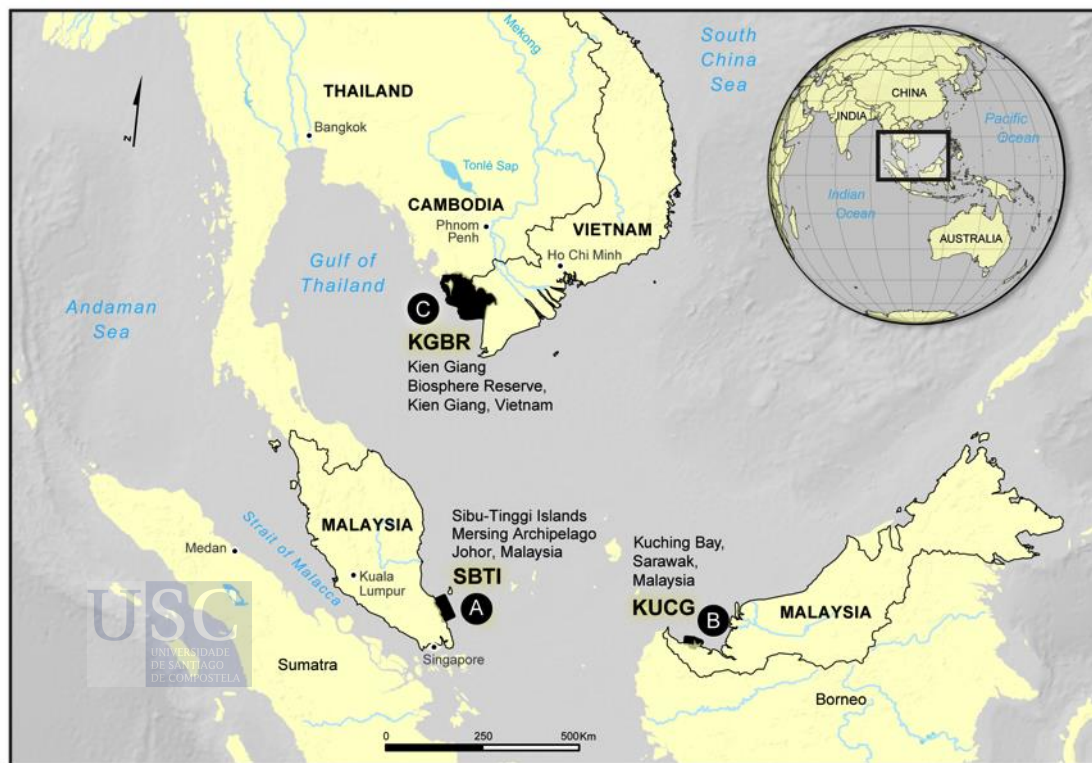 South
China
Sea
Mekong
THAILAND
Bangkok
CHINA
INDIA
Pacific
Ocean
Indian
Ocean
AUSTRALIA
Tonlé Sap
CAMBODIA
Phnom
Penh
VIETNAM
Ho Chi Minh
Gulf of
Thailand
Andaman
Sea
C
KGBR
Kien Giang
Biosphere Reserve,
Kien Giang, Vietnam
N
MALAYSIA
Sibu-Tinggi Islands
Mersing Archipelago
Johor, Malaysia
SBTI
A
Kuching Bay,
Sarawak,
Malaysia
KUCG
B
MALAYSIA
Strait of Malacca
Medan
Kuala
Lumpur
Singapore
Sumatra
Borneo
USC
UNIVERSIDADE
DE SANTIAGO
DE COMPOSTELA
0 250 500Km